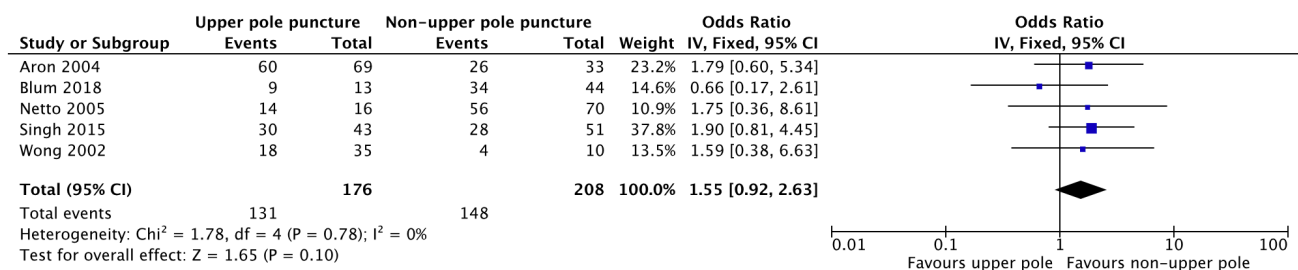 Upper pole puncture Non-upper pole puncture Odds Ratio Odds Ratio
Study or Subgroup Events Total Events Total Weight IV, Fixed, 95% CI IV, Fixed, 95% CI
Aron 2004 60 69 26 33 23.2% 1.79 [0.60, 5.34]
Blum 2018 9 13 34 44 14.6% 0.66 [0.17, 2.61]
Netto 2005 14 16 56 70 10.9% 1.75 [0.36, 8.61]
Singh 2015 30 43 28 51 37.8% 1.90 [0.81, 4.45]
Wong 2002 18 35 4 10 13.5% 1.59 [0.38, 6.63]
Total (95% CI) 176 208 100.0% 1.55 [0.92, 2.63]
Total events 131 148
Heterogeneity: Chi² = 1.78, df = 4 (P = 0.78); I² = 0%
Test for overall effect: Z = 1.65 (P = 0.10)
0.01 0.1 1 10 100
Favours upper pole Favours non-upper pole